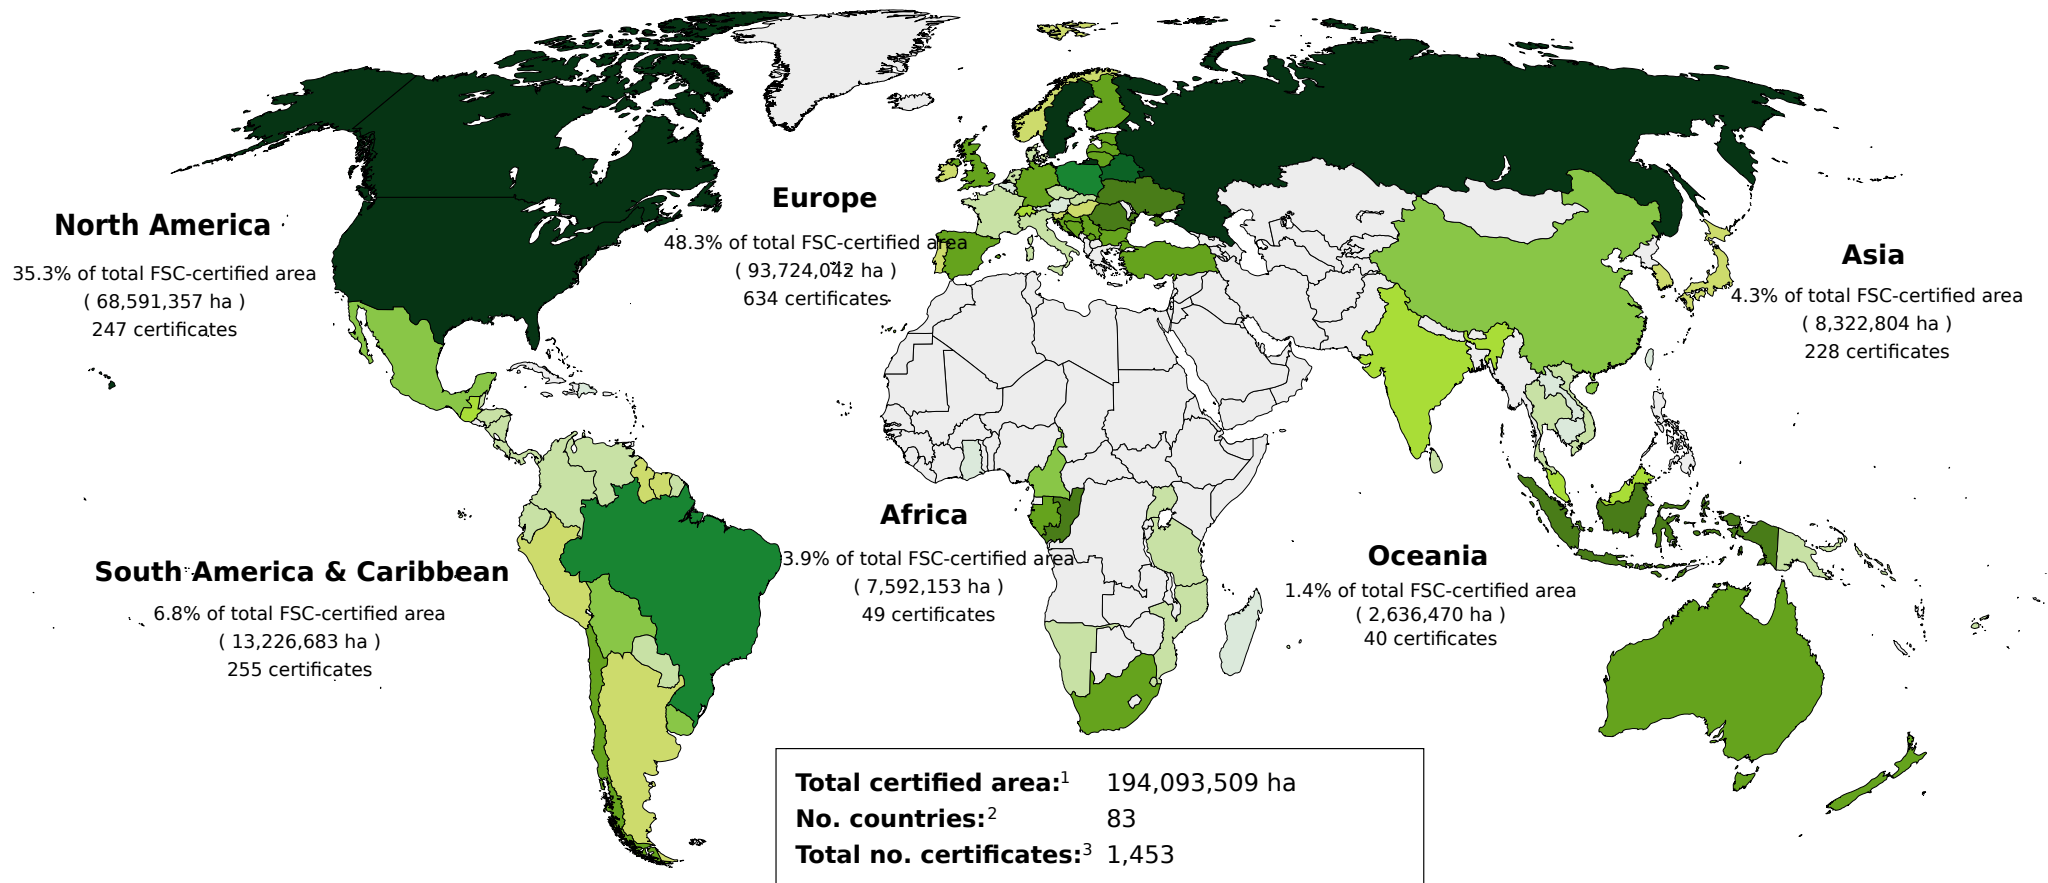 North America
35.3% of total FSC-certified area
( 68,591,357 ha )
247 certificates
Europe
48.3% of total FSC-certified area
( 93,724,042 ha )
634 certificates
Asia
4.3% of total FSC-certified area
( 8,322,804 ha )
228 certificates
South America & Caribbean
6.8% of total FSC-certified area
( 13,226,683 ha )
255 certificates
Africa
3.9% of total FSC-certified area
( 7,592,153 ha )
49 certificates
Oceania
1.4% of total FSC-certified area
( 2,636,470 ha )
40 certificates
Total certified area:¹ 194,093,509 ha
No. countries:² 83
Total no. certificates:³ 1,453